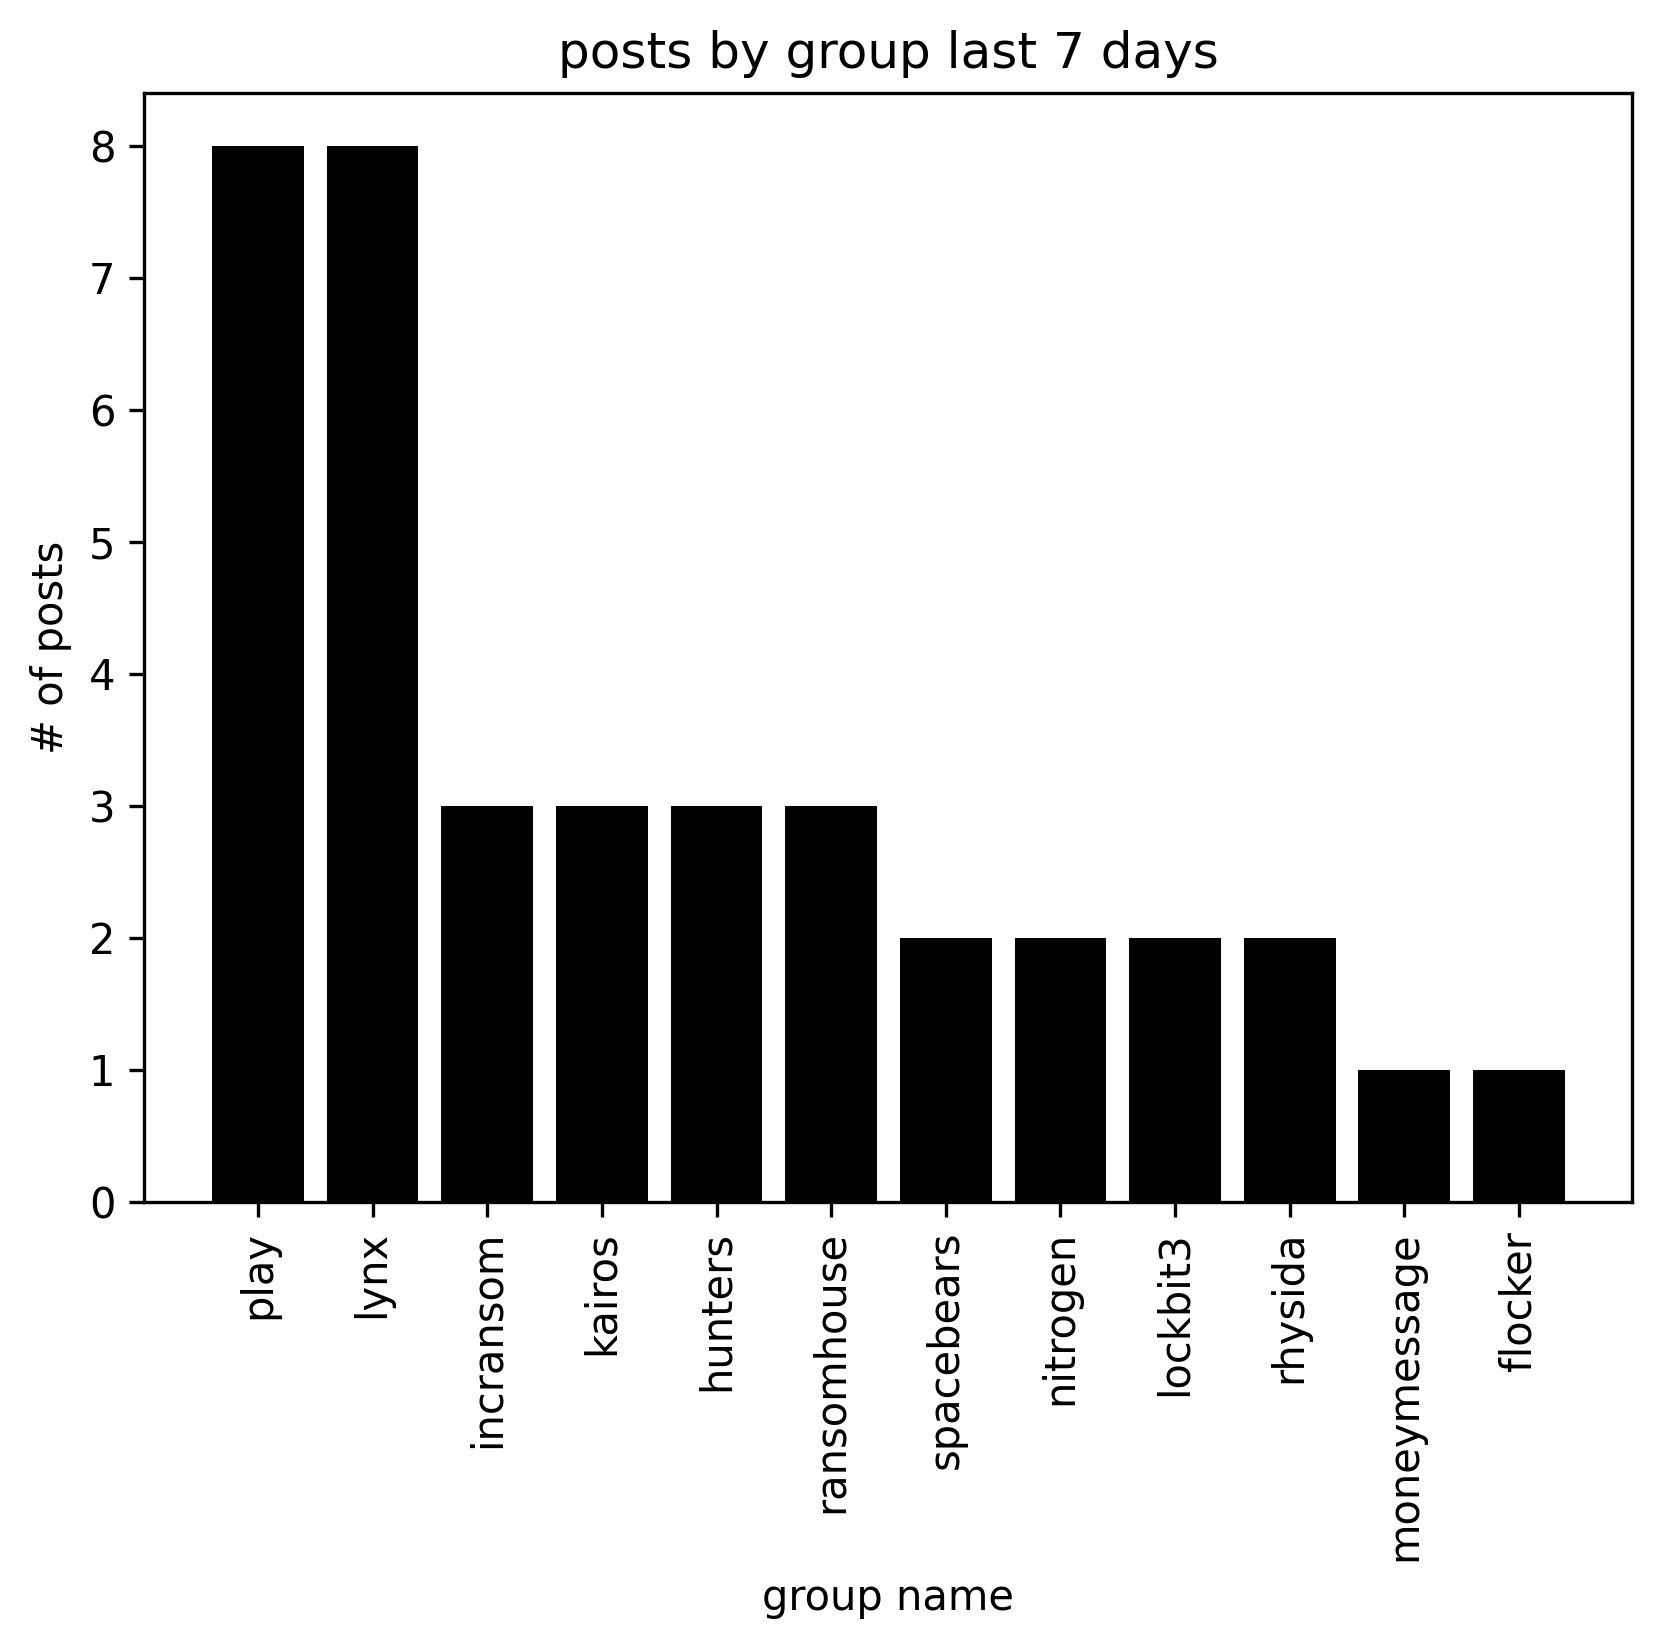 posts by group last 7 days
# of posts
8
7
6
5
4
3
2
1
0
play
lynx
incransom
kairos
hunters
ransomhouse
spacebears
nitrogen
lockbit3
rhysida
moneymessage
flocker
group name